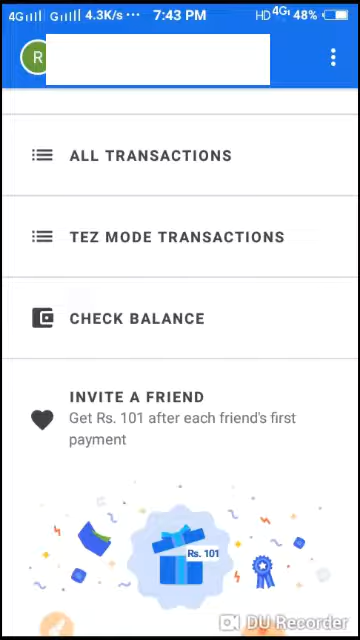 4G G 4.3K/s ··· 7:43 PM HD 4G 48%
R
ALL TRANSACTIONS
TEZ MODE TRANSACTIONS
CHECK BALANCE
INVITE A FRIEND
Get Rs. 101 after each friend's first
payment
Rs. 101
DU Recorder